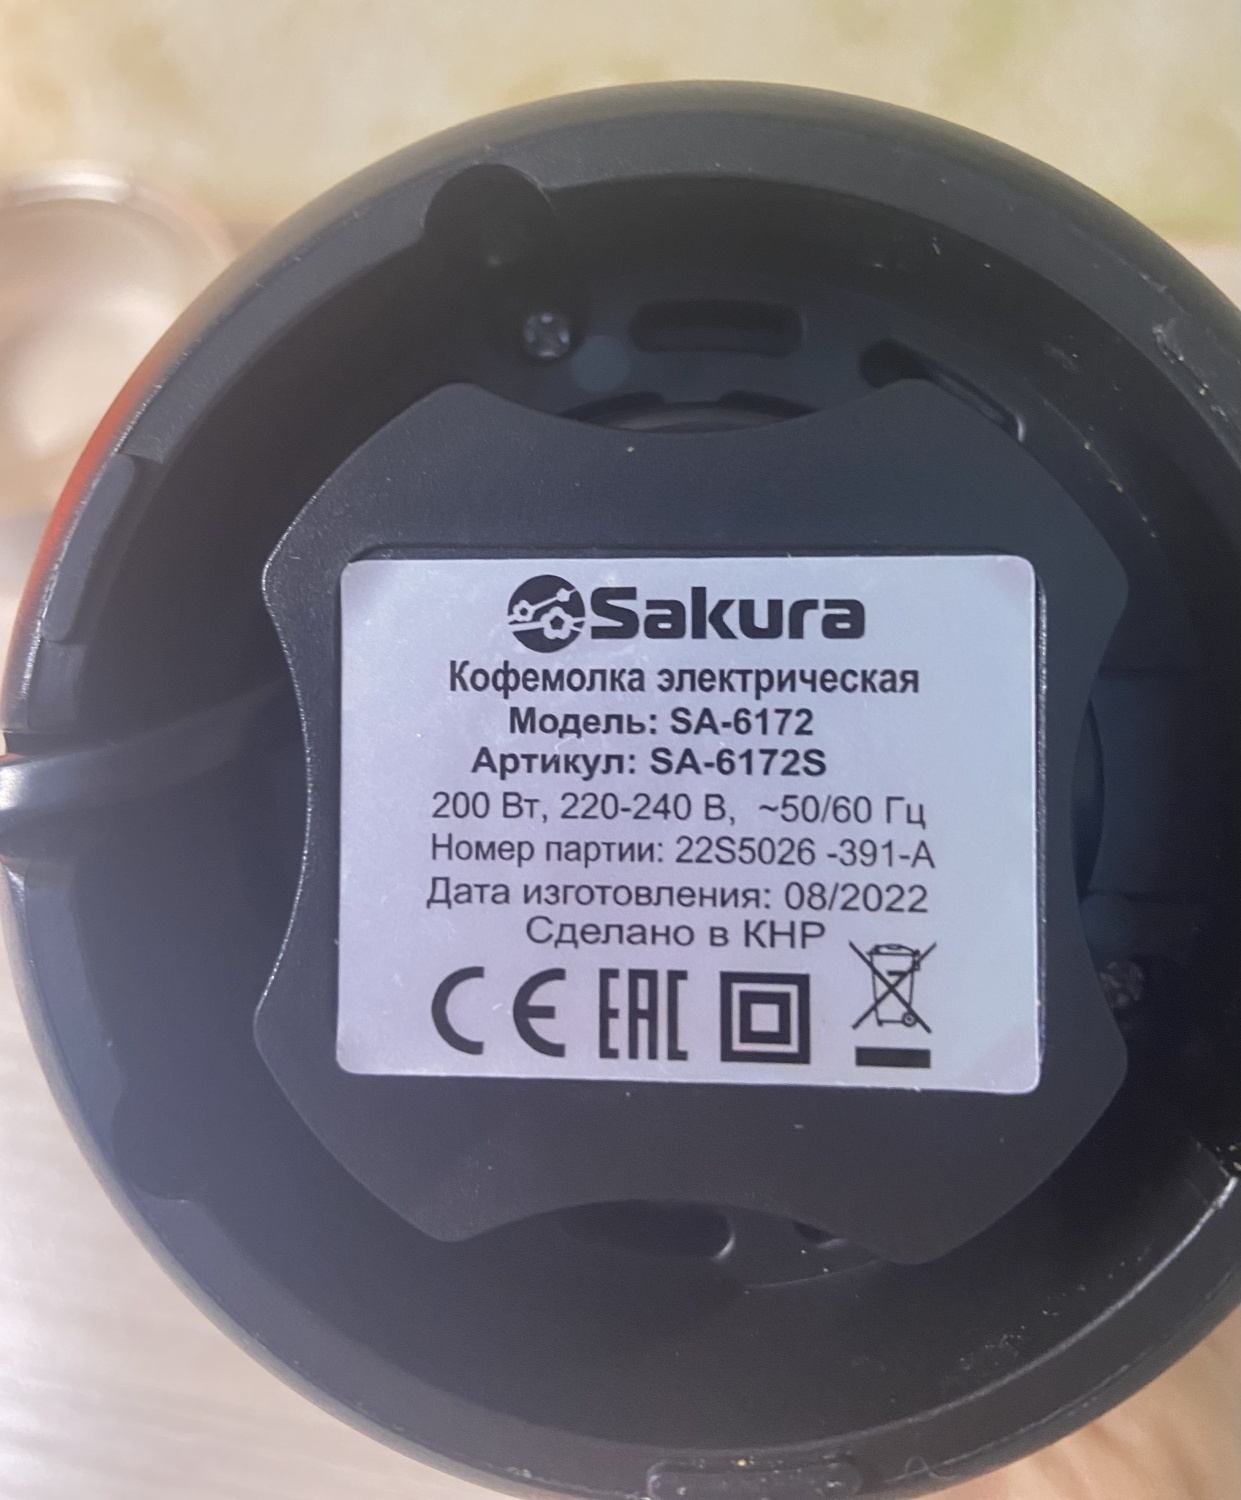 Sakura
Кофемолка электрическая
Модель: SA-6172
Артикул: SA-6172S
200 Вт, 220-240 В, ~50/60 Гц
Номер партии: 22S5026 -391-A
Дата изготовления: 08/2022
Сделано в КНР
CE EAC